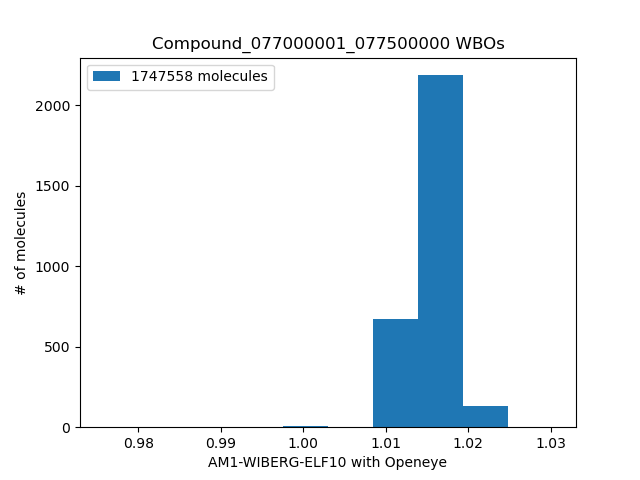 Compound_077000001_077500000 WBOs
1747558 molecules
2000
1500
1000
500
0
# of molecules
0.98 0.99 1.00 1.01 1.02 1.03
AM1-WIBERG-ELF10 with Openeye